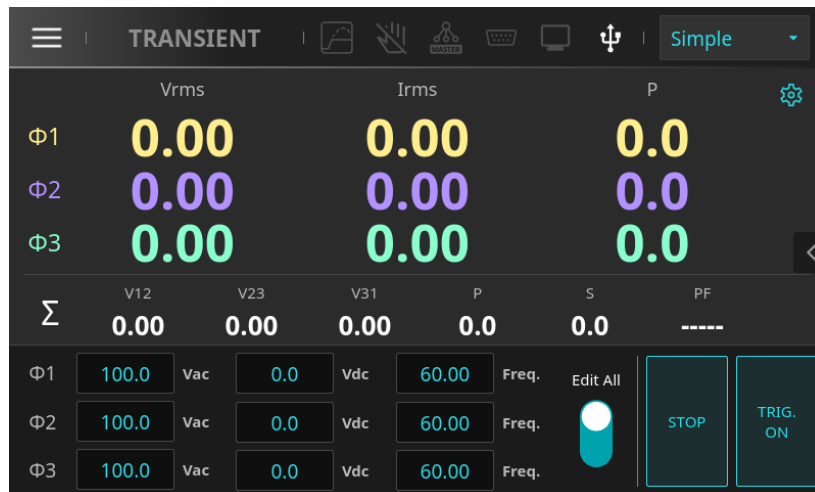 TRANSIENT MASTER Simple
Vrms Irms P
Φ1 0.00 0.00 0.0
Φ2 0.00 0.00 0.0
Φ3 0.00 0.00 0.0
V12 V23 V31 P S PF
Σ 0.00 0.00 0.00 0.0 0.0 -----
Φ1 100.0 Vac 0.0 Vdc 60.00 Freq. Edit All
Φ2 100.0 Vac 0.0 Vdc 60.00 Freq. STOP TRIG. ON
Φ3 100.0 Vac 0.0 Vdc 60.00 Freq.